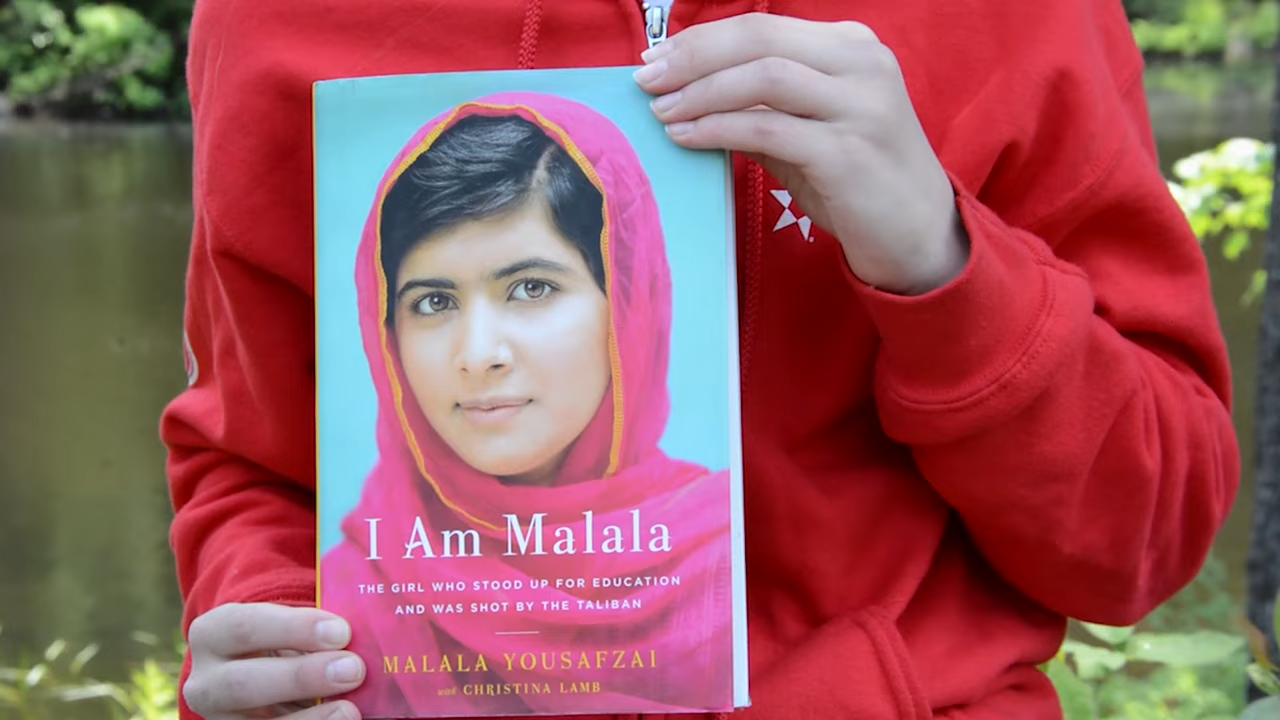 I Am Malala
THE GIRL WHO STOOD UP FOR EDUCATION
AND WAS SHOT BY THE TALIBAN
MALALA YOUSAFZAI
with CHRISTINA LAMB